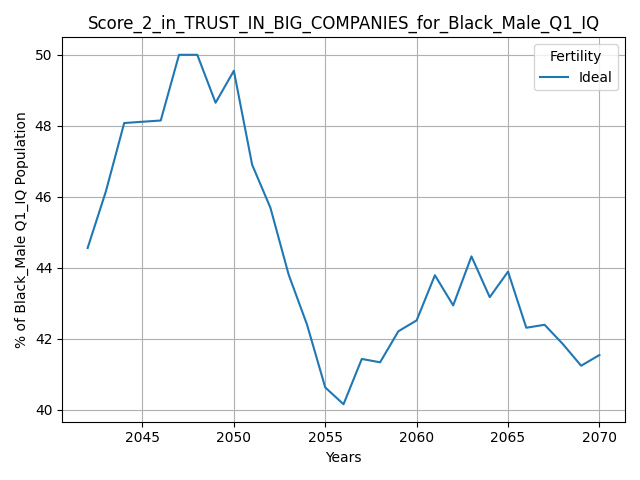 Score_2_in_TRUST_IN_BIG_COMPANIES_for_Black_Male_Q1_IQ
Fertility
Ideal
% of Black_Male Q1_IQ Population
50
48
46
44
42
40
2045
2050
2055
2060
2065
2070
Years